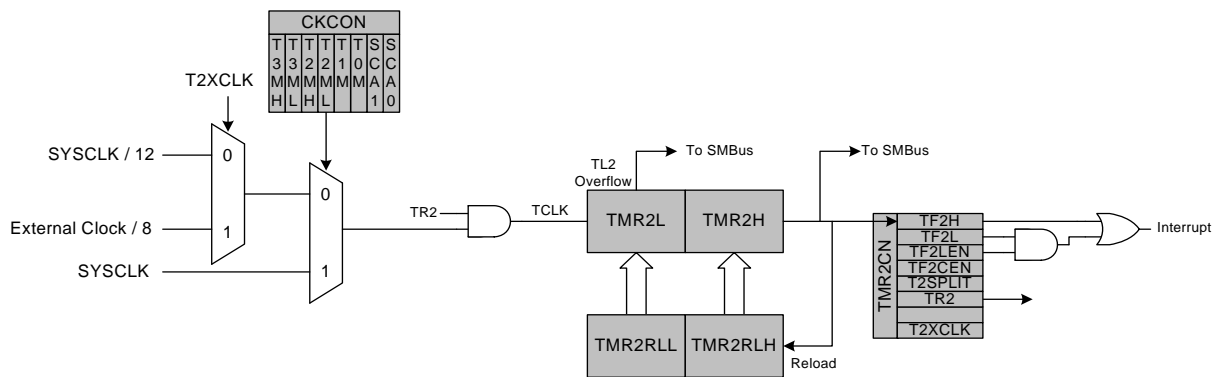 CKCON
T3MH
T3ML
T2MH
T2ML
T1M
T0M
SCA1
SCA0
T2XCLK
SYSCLK / 12
0
External Clock / 8
1
SYSCLK
0
1
TR2
TCLK
TL2
Overflow
To SMBus
To SMBus
TMR2L
TMR2H
TMR2RLL
TMR2RLH
Reload
TMR2CN
TF2H
TF2L
TF2LEN
TF2CEN
T2SPLIT
TR2
T2XCLK
Interrupt